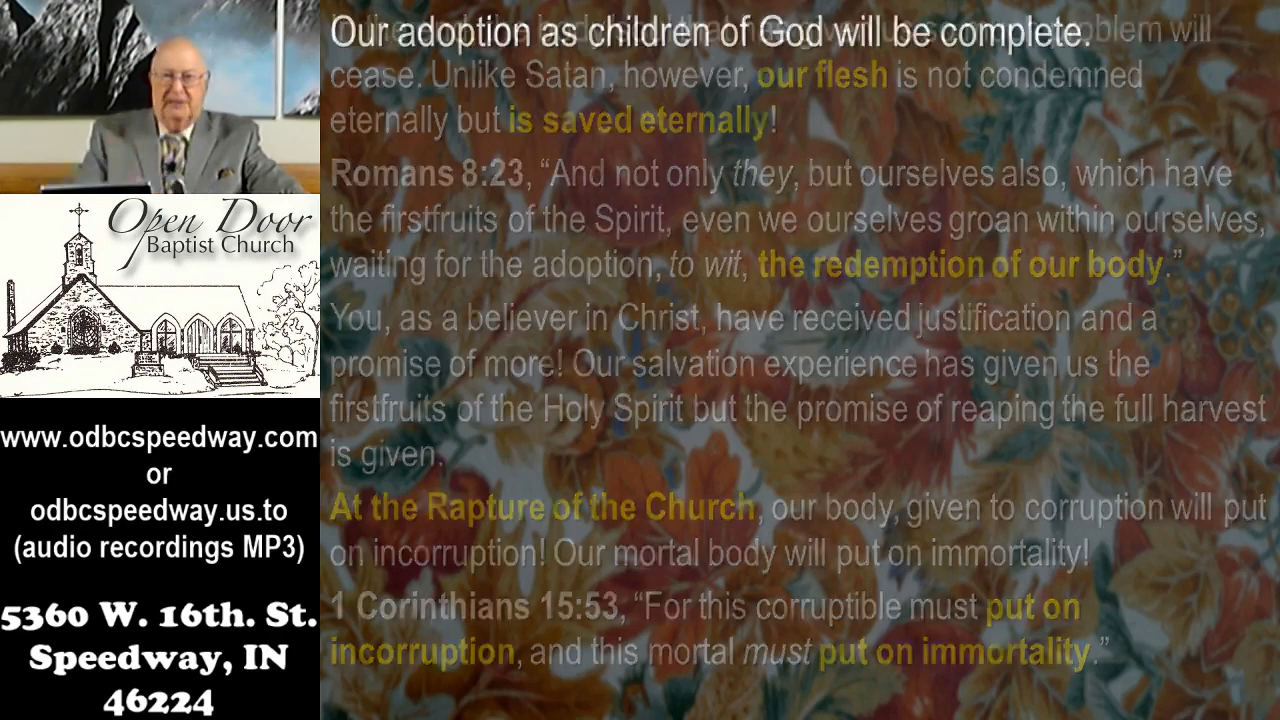 Open Door
Baptist Church
www.odbcspeedway.com
or
odbcspeedway.us.to
(audio recordings MP3)
5360 W. 16th. St.
Speedway, IN
46224
Our adoption as children of God will be complete.
problem will
cease. Unlike Satan, however, our flesh is not condemned
eternally but is saved eternally!
Romans 8:23, “And not only they, but ourselves also, which have
the firstfruits of the Spirit, even we ourselves groan within ourselves,
waiting for the adoption, to wit, the redemption of our body.”
You, as a believer in Christ, have received justification and a
promise of more! Our salvation experience has given us the
firstfruits of the Holy Spirit but the promise of reaping the full harvest
is given.
At the Rapture of the Church, our body, given to corruption will put
on incorruption! Our mortal body will put on immortality!
1 Corinthians 15:53, “For this corruptible must put on
incorruption, and this mortal must put on immortality.”